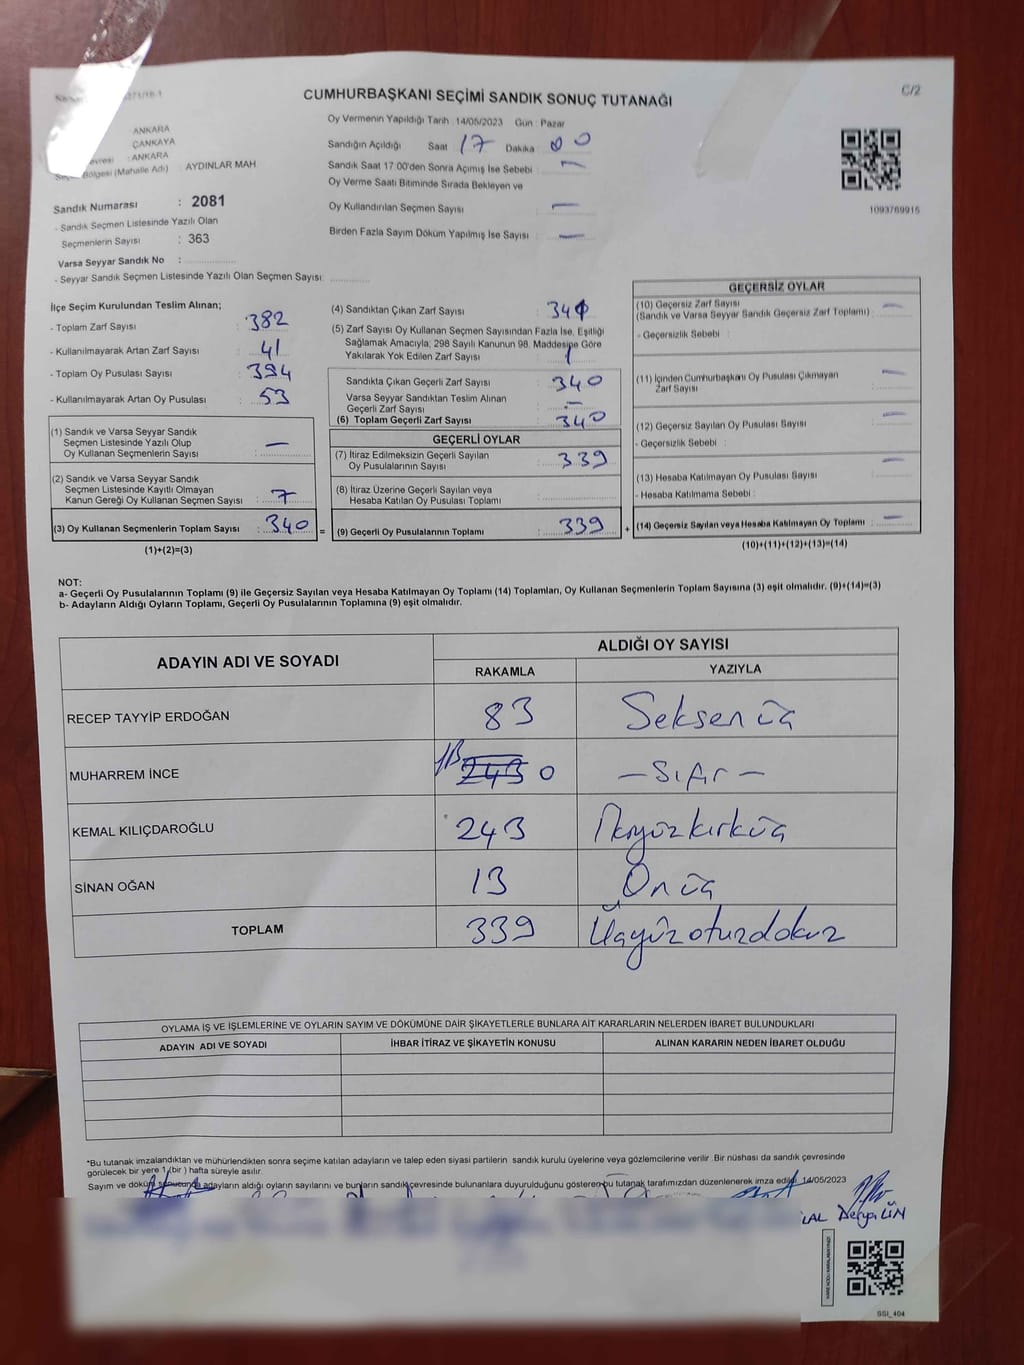 CUMHURBAŞKANI SEÇİMİ SANDIK SONUÇ TUTANAĞI
C/2
Oy Vermenin Yapıldığı Tarih :14/05/2023 Gün : Pazar
ANKARA
ÇANKAYA
: ANKARA
Seçim Bölgesi (Mahalle Adı) AYDINLAR MAH
Sandık Numarası : 2081
- Sandık Seçmen Listesinde Yazılı Olan
Seçmenlerin Sayısı : 363
Varsa Seyyar Sandık No :
- Seyyar Sandık Seçmen Listesinde Yazılı Olan Seçmen Sayısı:
Sandığın Açıldığı Saat 17 Dakika : 00
Sandık Saat 17:00'den Sonra Açımış İse Sebebi : —
Oy Verme Saati Bitiminde Sırada Bekleyen ve
Oy Kullandırılan Seçmen Sayısı : —
Birden Fazla Sayım Döküm Yapılmış İse Sayısı : —
1093769915
İlçe Seçim Kurulundan Teslim Alınan;
- Toplam Zarf Sayısı : 382
- Kullanılmayarak Artan Zarf Sayısı : 41
- Toplam Oy Pusulası Sayısı : 394
- Kullanılmayarak Artan Oy Pusulası : 53
(1) Sandık ve Varsa Seyyar Sandık
Seçmen Listesinde Yazılı Olup
Oy Kullanan Seçmenlerin Sayısı : —
(2) Sandık ve Varsa Seyyar Sandık
Seçmen Listesinde Kayıtlı Olmayan
Kanun Gereği Oy Kullanan Seçmen Sayısı : 7
(3) Oy Kullanan Seçmenlerin Toplam Sayısı : 340 =
(1)+(2)=(3)
(4) Sandıktan Çıkan Zarf Sayısı : 341
(5) Zarf Sayısı Oy Kullanan Seçmen Sayısından Fazla İse, Eşitliği
Sağlamak Amacıyla; 298 Sayılı Kanunun 98. Maddesine Göre
Yakılarak Yok Edilen Zarf Sayısı : 1
Sandıkta Çıkan Geçerli Zarf Sayısı : 340
Varsa Seyyar Sandıktan Teslim Alınan
Geçerli Zarf Sayısı : —
(6) Toplam Geçerli Zarf Sayısı : 340
GEÇERLİ OYLAR
(7) İtiraz Edilmeksizin Geçerli Sayılan
Oy Pusulalarının Sayısı : 339
(8) İtiraz Üzerine Geçerli Sayılan veya
Hesaba Katılan Oy Pusulası Toplamı :
(9) Geçerli Oy Pusulalarının Toplamı : 339 +
GEÇERSİZ OYLAR
(10) Geçersiz Zarf Sayısı
(Sandık ve Varsa Seyyar Sandık Geçersiz Zarf Toplamı) : —
- Geçersizlik Sebebi :
(11) İçinden Cumhurbaşkanı Oy Pusulası Çıkmayan
Zarf Sayısı : —
(12) Geçersiz Sayılan Oy Pusulası Sayısı : —
- Geçersizlik Sebebi :
(13) Hesaba Katılmayan Oy Pusulası Sayısı : —
- Hesaba Katılmama Sebebi :
(14) Geçersiz Sayılan veya Hesaba Katılmayan Oy Toplamı : —
(10)+(11)+(12)+(13)=(14)
NOT:
a- Geçerli Oy Pusulalarının Toplamı (9) ile Geçersiz Sayılan veya Hesaba Katılmayan Oy Toplamı (14) Toplamları, Oy Kullanan Seçmenlerin Toplam Sayısına (3) eşit olmalıdır. (9)+(14)=(3)
b- Adayların Aldığı Oyların Toplamı, Geçerli Oy Pusulalarının Toplamına (9) eşit olmalıdır.
ADAYIN ADI VE SOYADI
ALDIĞI OY SAYISI
RAKAMLA YAZIYLA
RECEP TAYYİP ERDOĞAN 83 Seksen üç
MUHARREM İNCE 0 — Sıfır —
KEMAL KILIÇDAROĞLU 243 İkiyüzkırküç
SİNAN OĞAN 13 On üç
TOPLAM 339 Üçyüzotuzdokuz
OYLAMA İŞ VE İŞLEMLERİNE VE OYLARIN SAYIM VE DÖKÜMÜNE DAİR ŞİKAYETLERLE BUNLARA AİT KARARLARIN NELERDEN İBARET BULUNDUKLARI
ADAYIN ADI VE SOYADI İHBAR İTİRAZ VE ŞİKAYETİN KONUSU ALINAN KARARIN NEDEN İBARET OLDUĞU
*Bu tutanak imzalandıktan ve mühürlendikten sonra seçime katılan adayların ve talep eden siyasi partilerin sandık kurulu üyelerine veya gözlemcilerine verilir. Bir nüshası da sandık çevresinde
görülecek bir yere 1 (bir ) hafta süreyle asılır.
Sayım ve döküm sonucunda adayların aldığı oyların sayılarını ve bunların sandık çevresinde bulunanlara duyurulduğunu gösteren bu tutanak tarafımızdan düzenlenerek imza edildi. 14/05/2023
Derya
SSİ_404